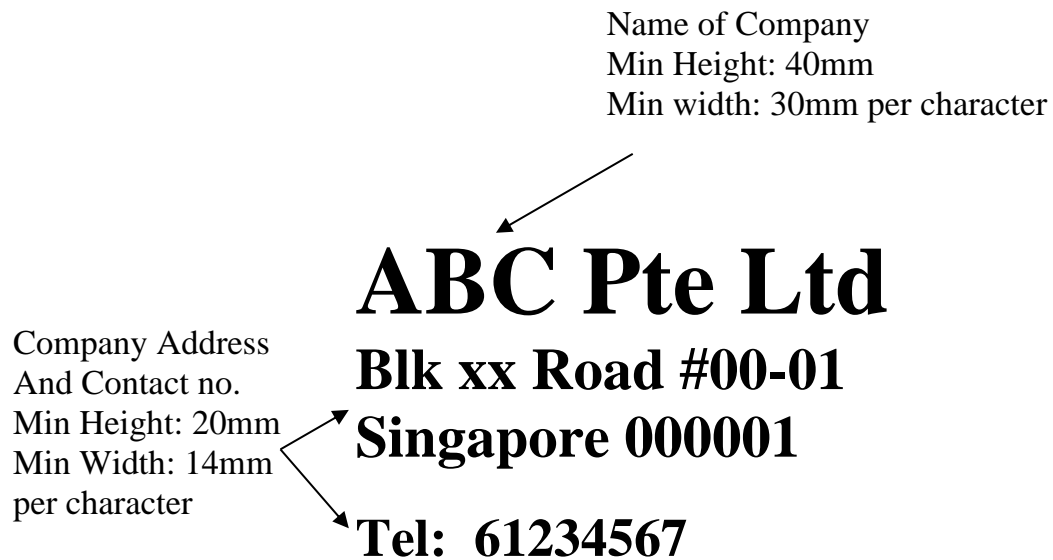 Name of Company
Min Height: 40mm
Min width: 30mm per character
ABC Pte Ltd
Company Address
And Contact no.
Min Height: 20mm
Min Width: 14mm
per character
Blk xx Road #00-01
Singapore 000001
Tel:  61234567